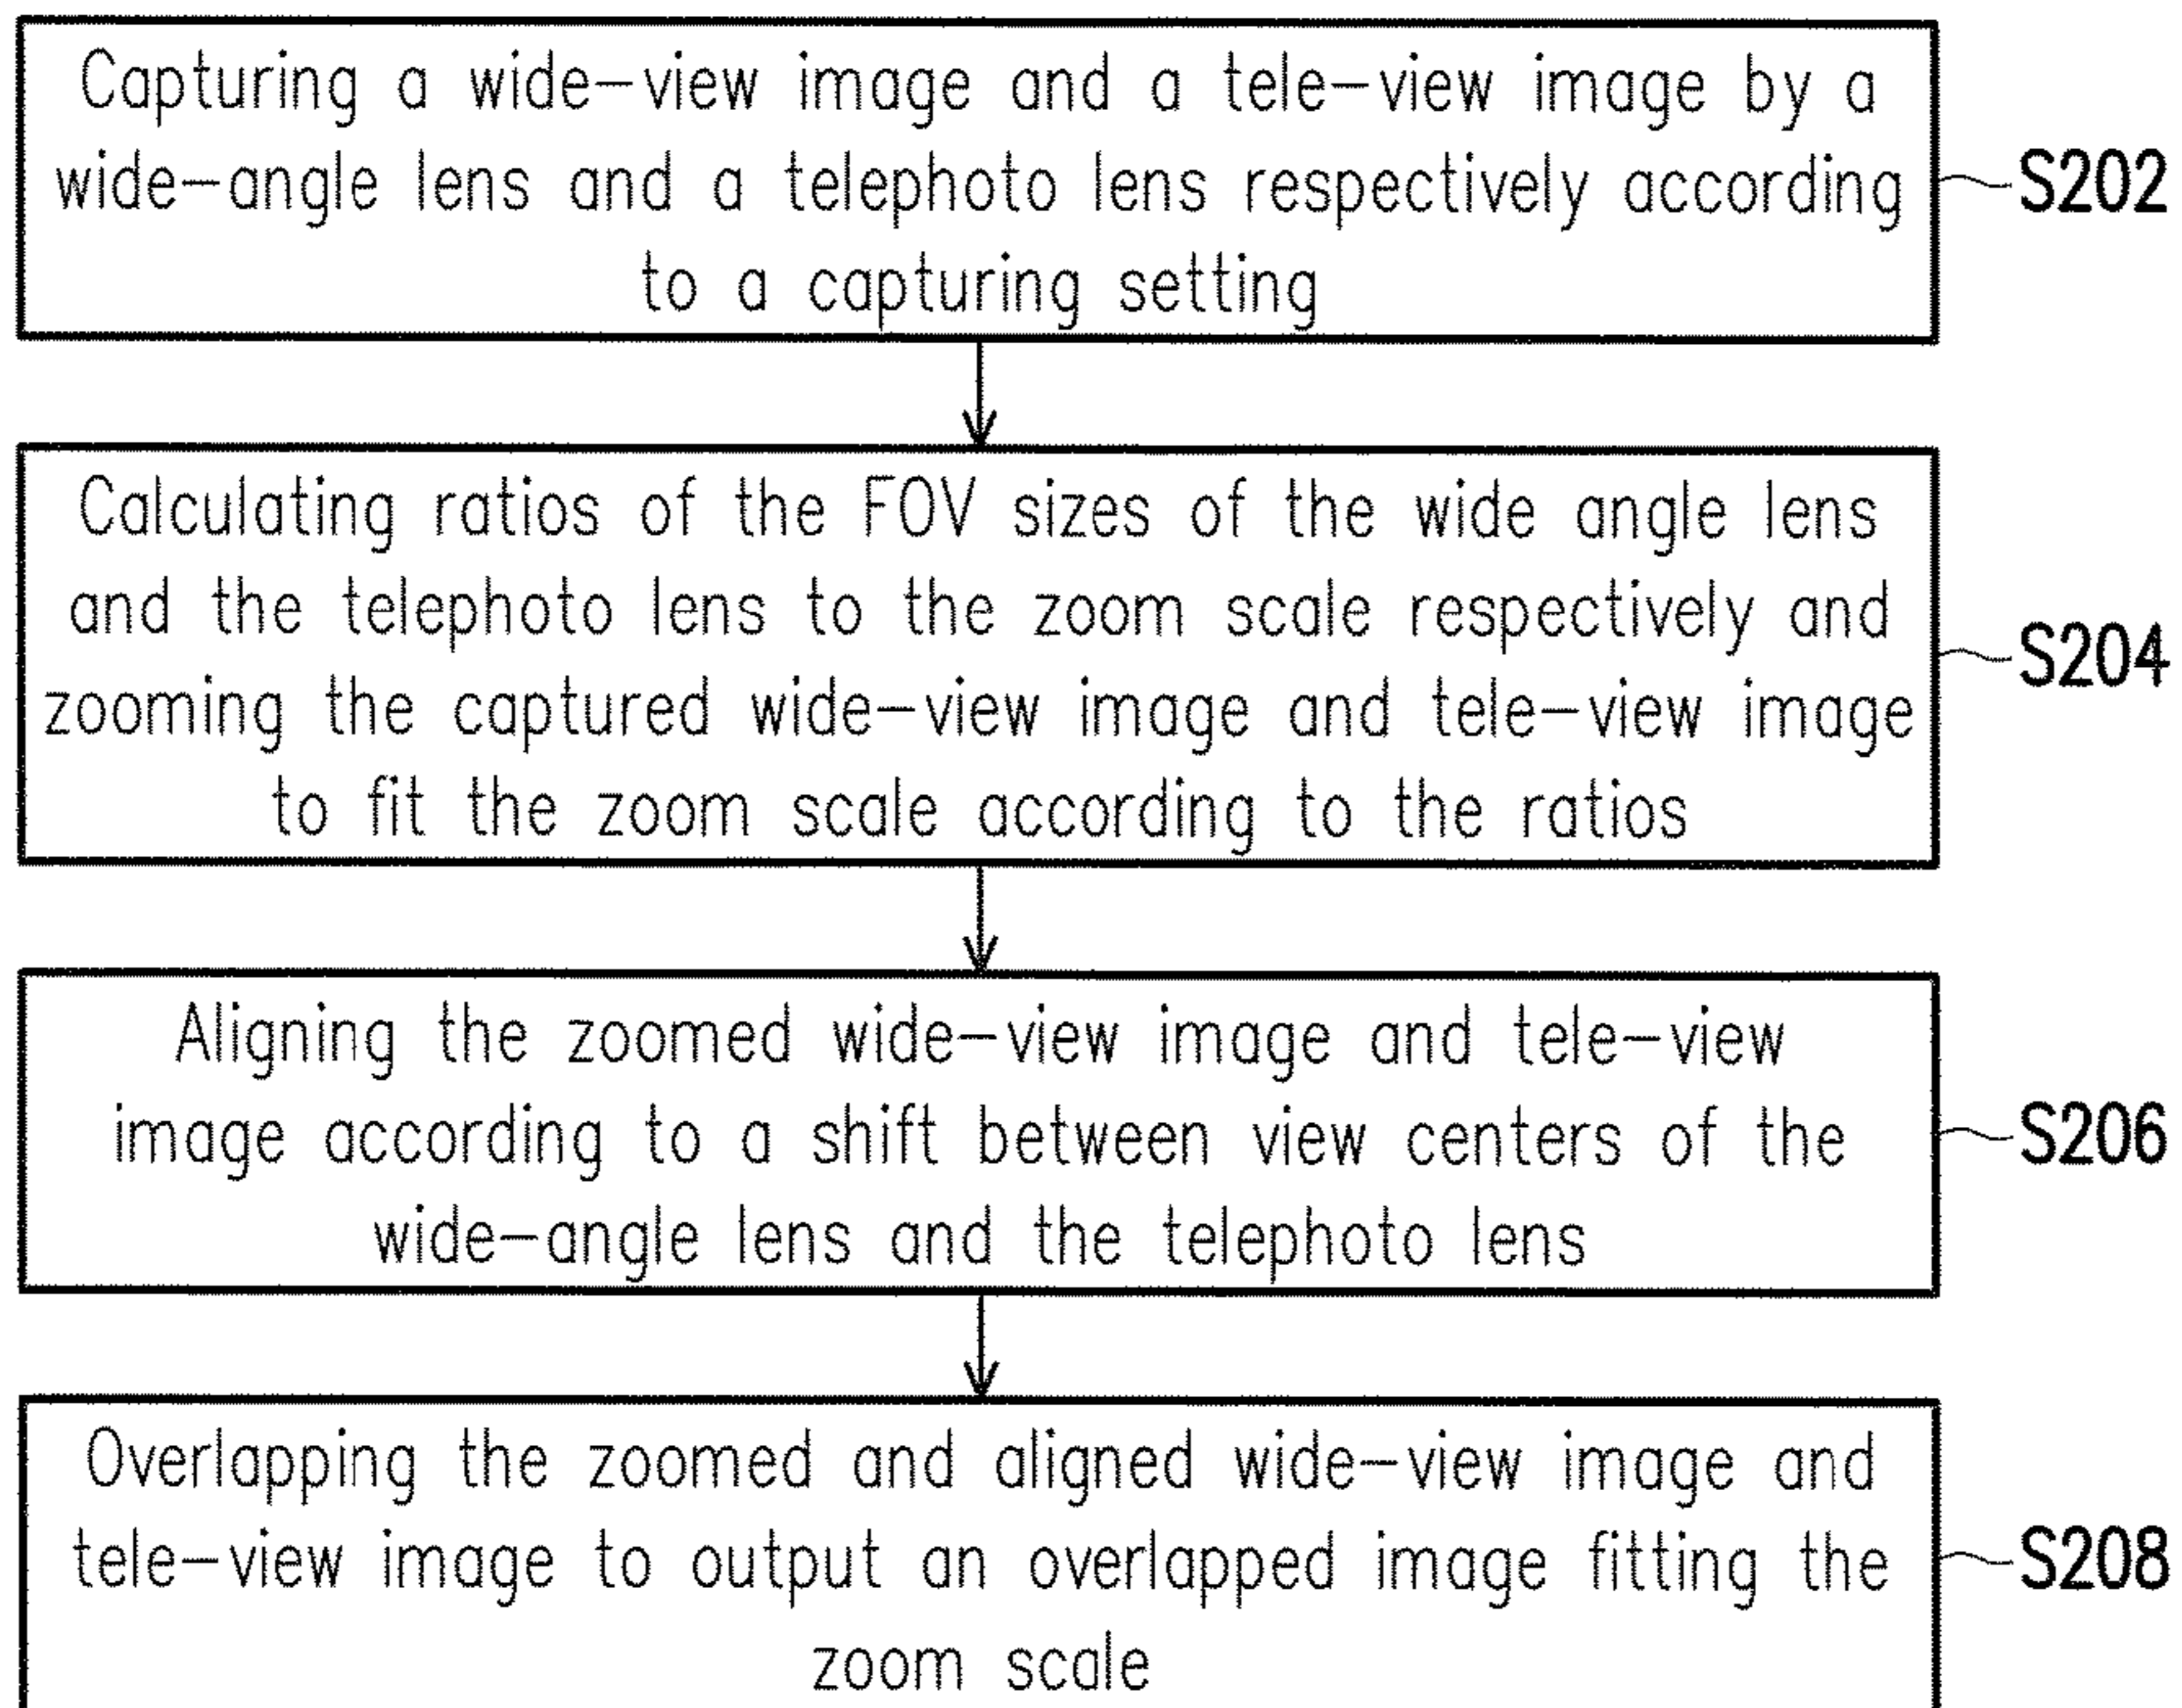 Capturing a wide-view image and a tele-view image by a
wide-angle lens and a telephoto lens respectively according
to a capturing setting
S202
Calculating ratios of the FOV sizes of the wide angle lens
and the telephoto lens to the zoom scale respectively and
zooming the captured wide-view image and tele-view image
to fit the zoom scale according to the ratios
S204
Aligning the zoomed wide-view image and tele-view
image according to a shift between view centers of the
wide-angle lens and the telephoto lens
S206
Overlapping the zoomed and aligned wide-view image and
tele-view image to output an overlapped image fitting the
zoom scale
S208